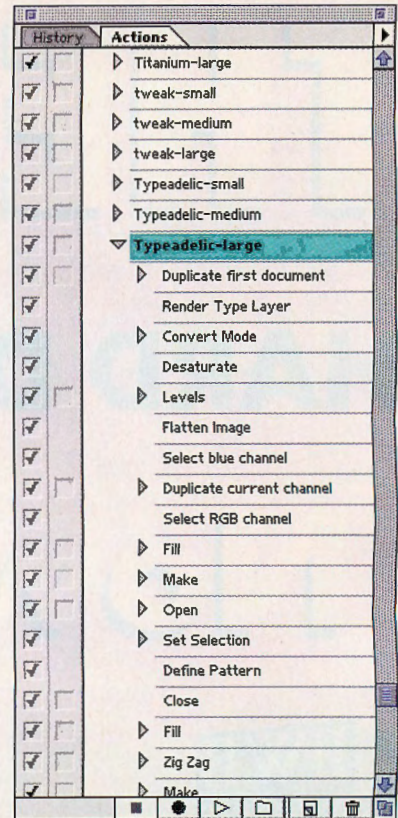 History Actions
Titanium-large
tweak-small
tweak-medium
tweak-large
Typeadelic-small
Typeadelic-medium
Typeadelic-large
Duplicate first document
Render Type Layer
Convert Mode
Desaturate
Levels
Flatten Image
Select blue channel
Duplicate current channel
Select RGB channel
Fill
Make
Open
Set Selection
Define Pattern
Close
Fill
Zig Zag
Make